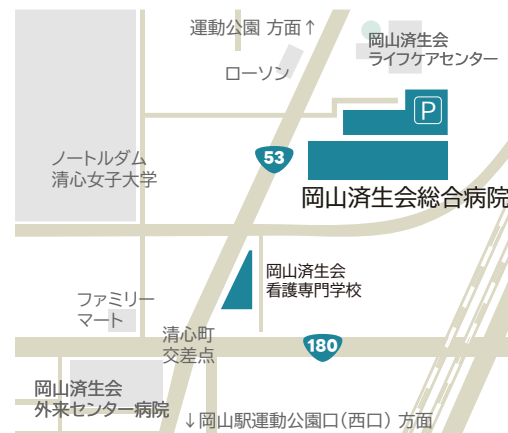 運動公園 方面↑
岡山済生会
ライフケアセンター
ローソン
P
53
ノートルダム
清心女子大学
岡山済生会総合病院
岡山済生会
看護専門学校
ファミリー
マート
清心町
交差点
180
岡山済生会
外来センター病院
↓岡山駅運動公園口(西口) 方面